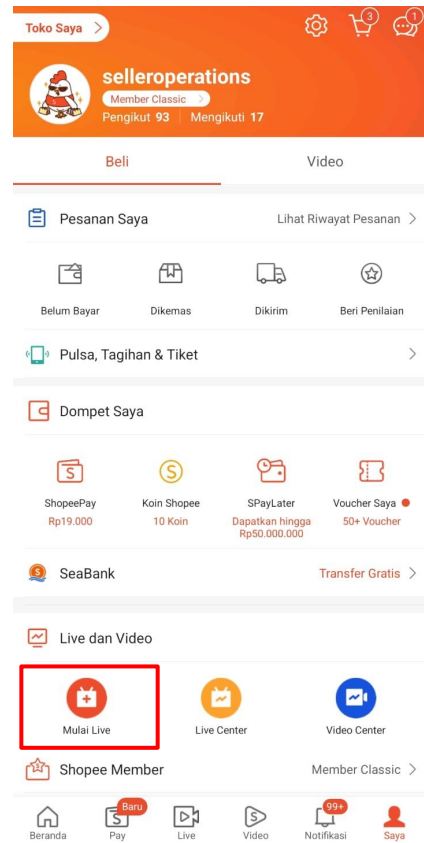 Toko Saya
3
1
selleroperations
Member Classic
Pengikut 93 Mengikuti 17
Beli Video
Pesanan Saya Lihat Riwayat Pesanan
Belum Bayar Dikemas Dikirim Beri Penilaian
Pulsa, Tagihan & Tiket
Dompet Saya
ShopeePay Koin Shopee SPayLater Voucher Saya
Rp19.000 10 Koin Dapatkan hingga 50+ Voucher
Rp50.000.000
SeaBank Transfer Gratis
Live dan Video
Mulai Live Live Center Video Center
Shopee Member Member Classic
Baru 99+
Beranda Pay Live Video Notifikasi Saya